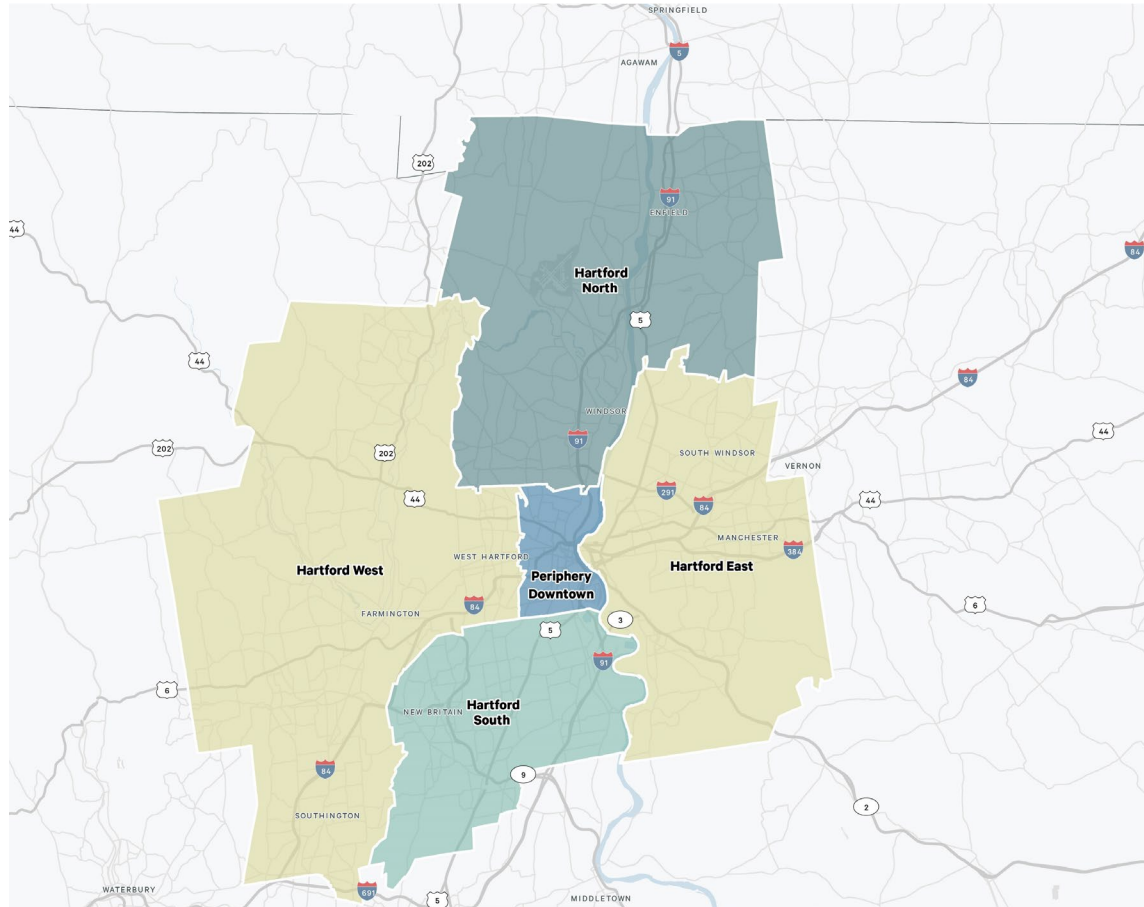 SPRINGFIELD
5
AGAWAM
202
91
ENFIELD
44
84
Hartford
North
5
44
84
WINDSOR
91
44
202
202
SOUTH WINDSOR
VERNON
44
291
44
84
MANCHESTER
384
WEST HARTFORD
Hartford West
Periphery
Downtown
Hartford East
84
6
FARMINGTON
3
5
91
6
NEW BRITAIN
Hartford
South
84
9
2
SOUTHINGTON
WATERBURY
691
5
MIDDLETOWN